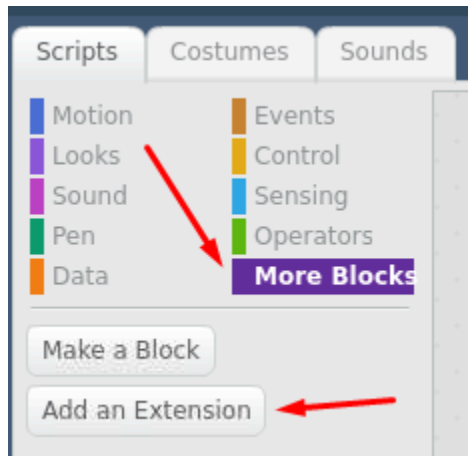 Scripts Costumes Sounds
Motion Events
Looks Control
Sound Sensing
Pen Operators
Data More Blocks
Make a Block
Add an Extension